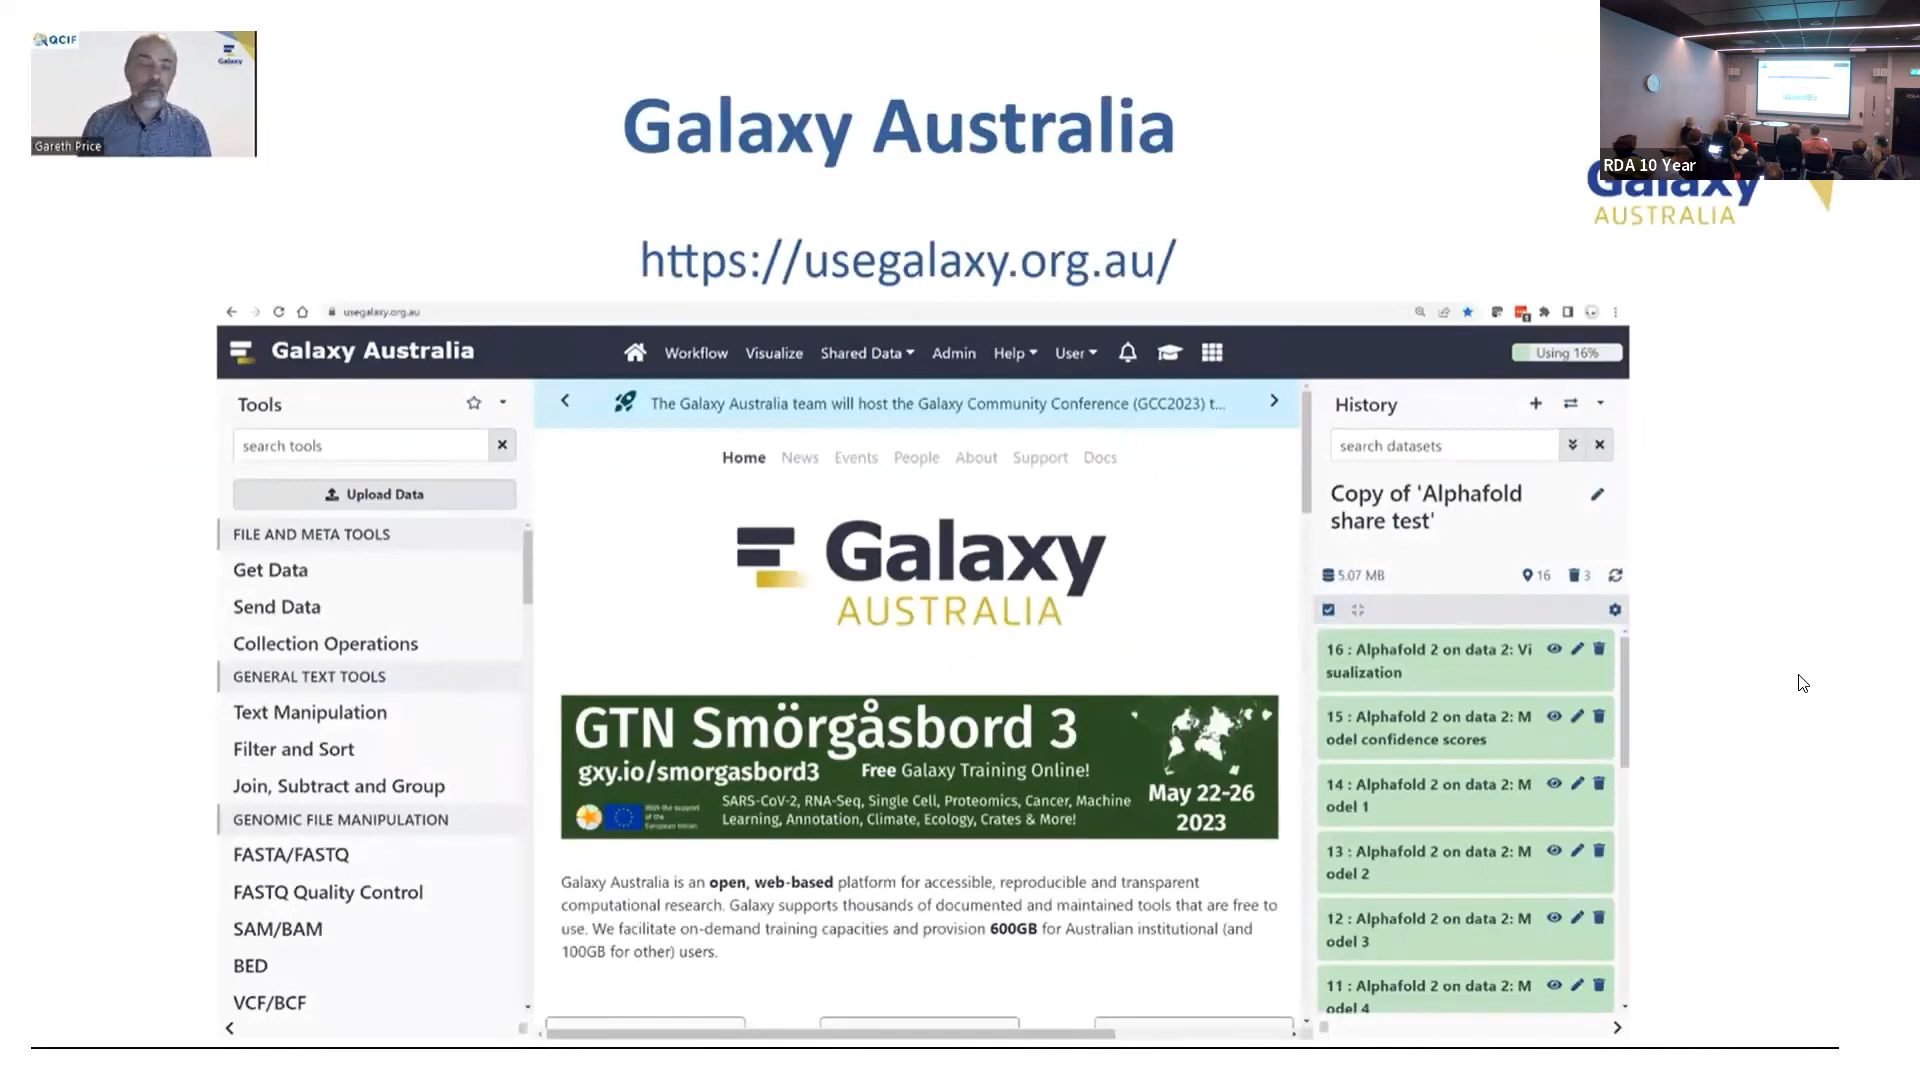 QCIF
Galaxy
Gareth Price
RDA 10 Year
Galaxy Australia
Galaxy
AUSTRALIA
https://usegalaxy.org.au/
usegalaxy.org.au
Galaxy Australia
Workflow Visualize Shared Data Admin Help User
Using 16%
Tools
search tools
Upload Data
FILE AND META TOOLS
Get Data
Send Data
Collection Operations
GENERAL TEXT TOOLS
Text Manipulation
Filter and Sort
Join, Subtract and Group
GENOMIC FILE MANIPULATION
FASTA/FASTQ
FASTQ Quality Control
SAM/BAM
BED
VCF/BCF
The Galaxy Australia team will host the Galaxy Community Conference (GCC2023) t...
Home News Events People About Support Docs
Galaxy
AUSTRALIA
GTN Smörgåsbord 3
gxy.io/smorgasbord3 Free Galaxy Training Online!
With the support
of the
European Union
SARS-CoV-2, RNA-Seq, Single Cell, Proteomics, Cancer, Machine
Learning, Annotation, Climate, Ecology, Crates & More!
May 22-26
2023
Galaxy Australia is an open, web-based platform for accessible, reproducible and transparent
computational research. Galaxy supports thousands of documented and maintained tools that are free to
use. We facilitate on-demand training capacities and provision 600GB for Australian institutional (and
100GB for other) users.
History
search datasets
Copy of 'Alphafold
share test'
5.07 MB 16 3
16 : Alphafold 2 on data 2: Vi
sualization
15 : Alphafold 2 on data 2: M
odel confidence scores
14 : Alphafold 2 on data 2: M
odel 1
13 : Alphafold 2 on data 2: M
odel 2
12 : Alphafold 2 on data 2: M
odel 3
11 : Alphafold 2 on data 2: M
odel 4